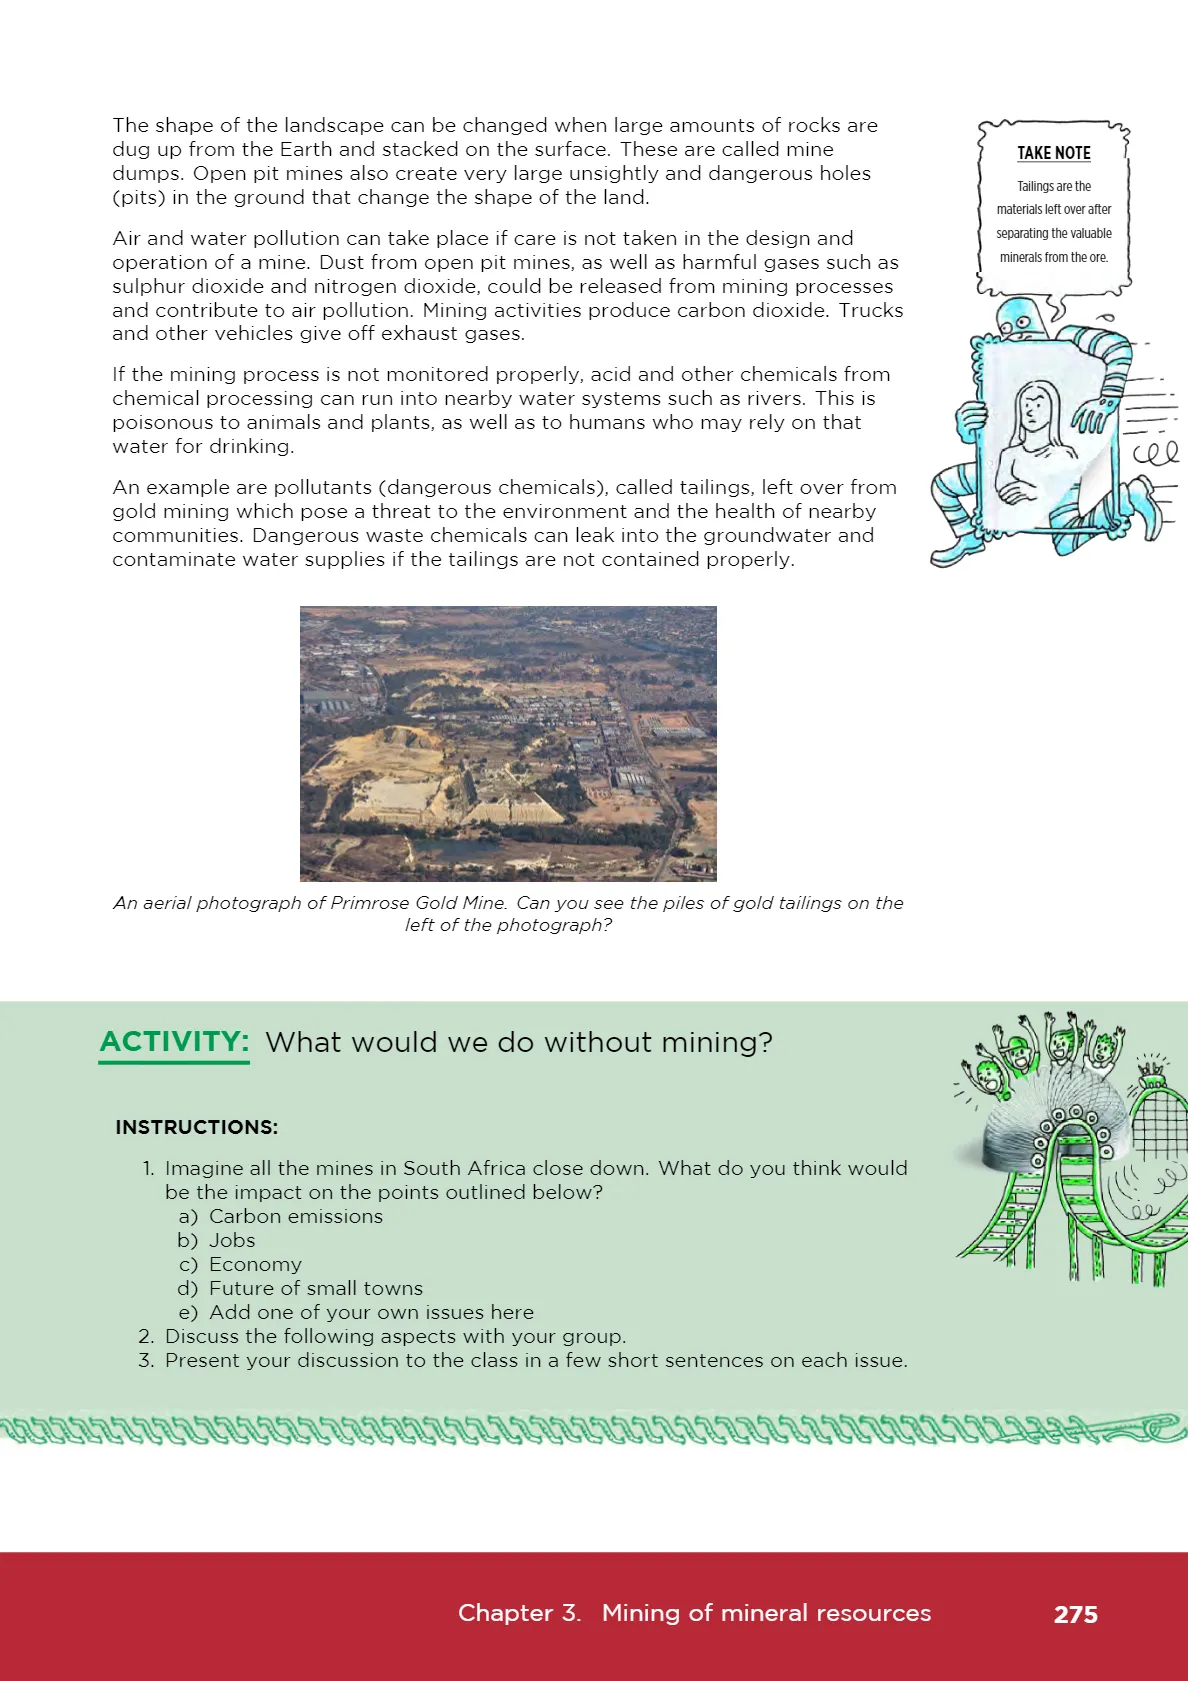 The shape of the landscape can be changed when large amounts of rocks are
dug up from the Earth and stacked on the surface. These are called mine
dumps. Open pit mines also create very large unsightly and dangerous holes
(pits) in the ground that change the shape of the land.
Air and water pollution can take place if care is not taken in the design and
operation of a mine. Dust from open pit mines, as well as harmful gases such as
sulphur dioxide and nitrogen dioxide, could be released from mining processes
and contribute to air pollution. Mining activities produce carbon dioxide. Trucks
and other vehicles give off exhaust gases.
If the mining process is not monitored properly, acid and other chemicals from
chemical processing can run into nearby water systems such as rivers. This is
poisonous to animals and plants, as well as to humans who may rely on that
water for drinking.
An example are pollutants (dangerous chemicals), called tailings, left over from
gold mining which pose a threat to the environment and the health of nearby
communities. Dangerous waste chemicals can leak into the groundwater and
contaminate water supplies if the tailings are not contained properly.
TAKE NOTE
Tailings are the
materials left over after
separating the valuable
minerals from the ore.
An aerial photograph of Primrose Gold Mine. Can you see the piles of gold tailings on the
left of the photograph?
ACTIVITY: What would we do without mining?
INSTRUCTIONS:
1. Imagine all the mines in South Africa close down. What do you think would
be the impact on the points outlined below?
a) Carbon emissions
b) Jobs
c) Economy
d) Future of small towns
e) Add one of your own issues here
2. Discuss the following aspects with your group.
3. Present your discussion to the class in a few short sentences on each issue.
Chapter 3. Mining of mineral resources 275